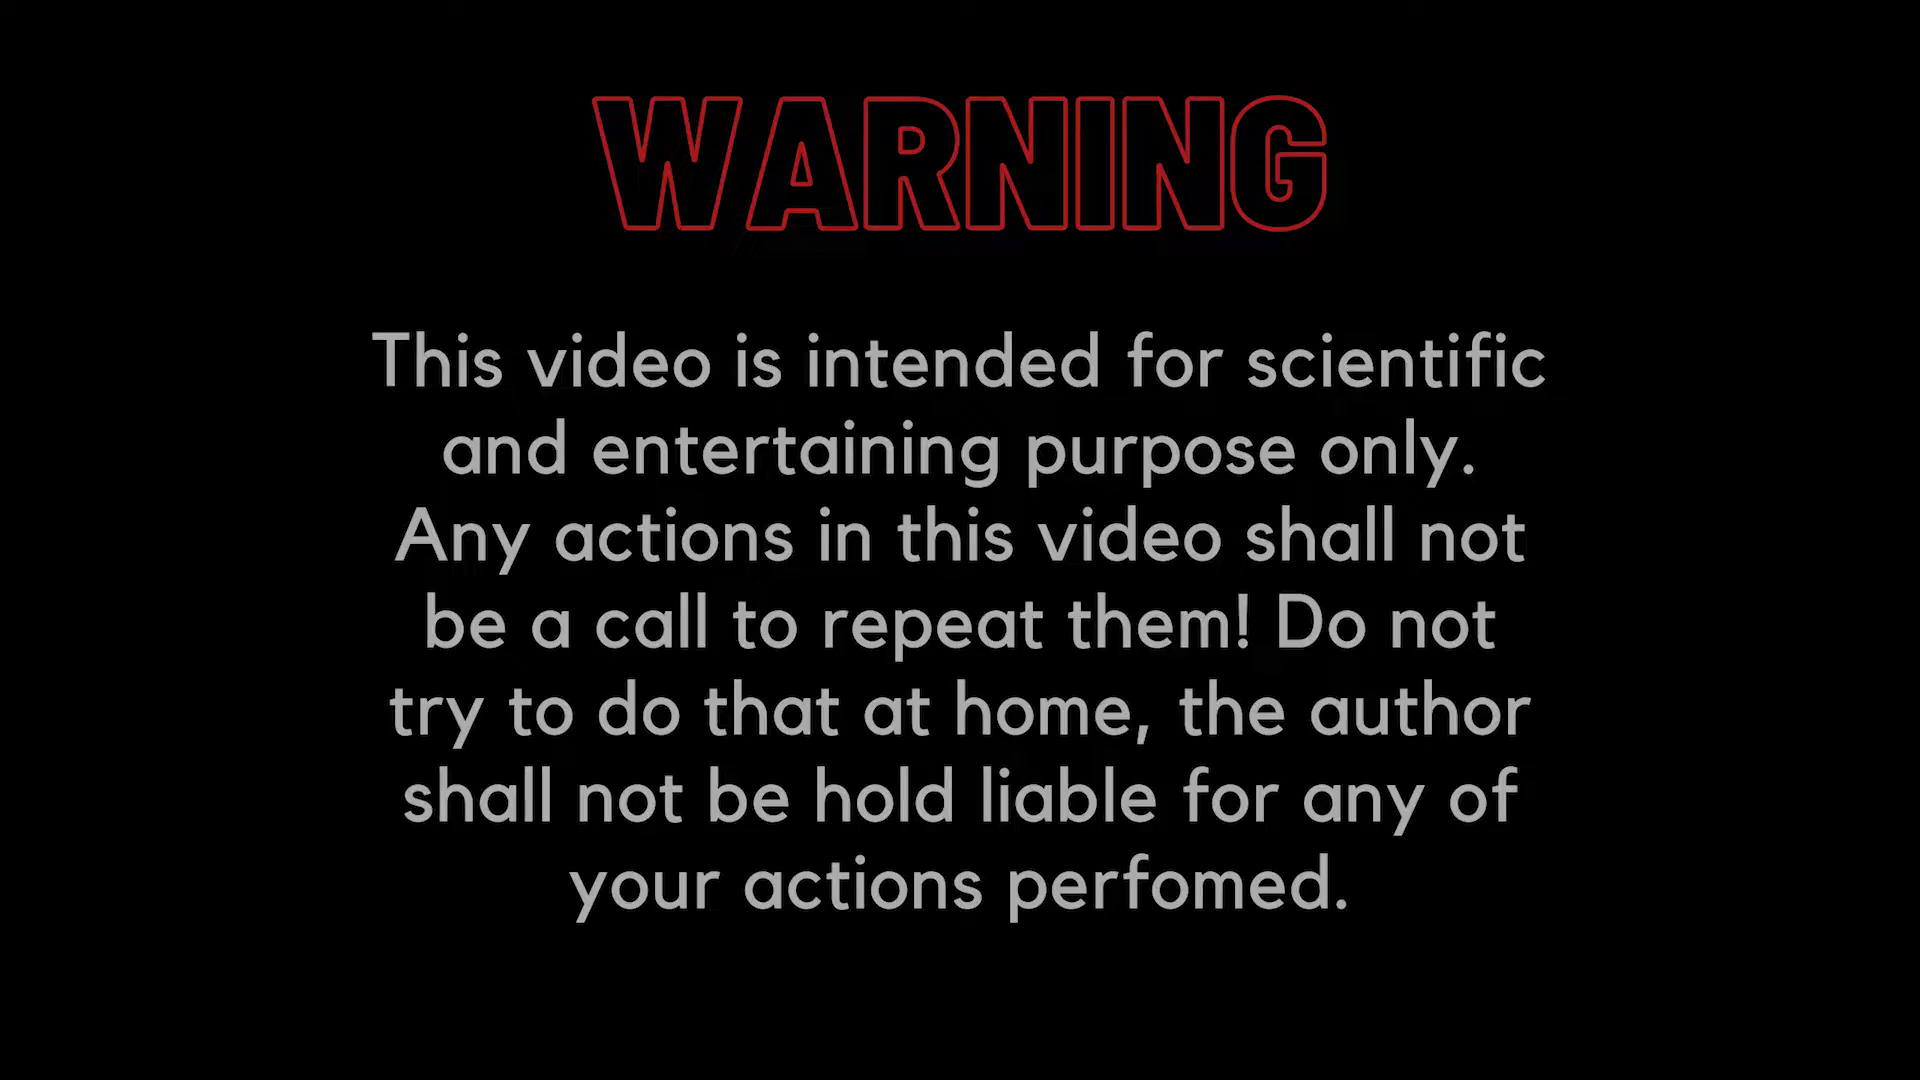 WARNING
This video is intended for scientific
and entertaining purpose only.
Any actions in this video shall not
be a call to repeat them! Do not
try to do that at home, the author
shall not be hold liable for any of
your actions perfomed.